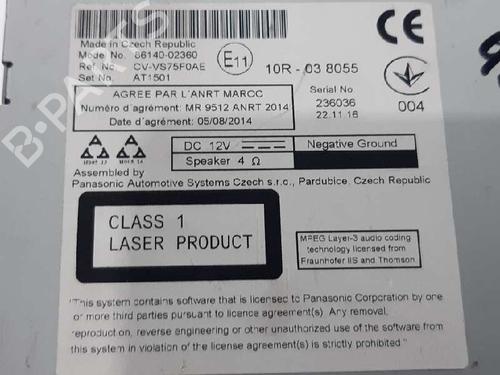 Made in Czech Republic
Model No. 86140-02360
Ref. No. CV-VS75F0AE
Set No. AT1501
E11
10R - 03 8055
CE
AGREE PAR L'ANRT MAROC
Numéro d'agrément: MR 9512 ANRT 2014
Date d'agrément: 05/08/2014
Serial No.
236036
22.11.16
004
DC 12V
Negative Ground
Speaker 4 Ω
Assembled by
Panasonic Automotive Systems Czech s.r.o., Pardubice, Czech Republic
CLASS 1
LASER PRODUCT
MPEG Layer-3 audio coding
technology licensed from
Fraunhofer IIS and Thomson.
"This system contains software that is licensed to Panasonic Corporation by one
or more third parties pursuant to licence agreement(s). Any removal,
reproduction, reverse engineering or other unauthorized use of the software from
this system in violation of the license agreement(s) is strictly prohibited."
B-PARTS